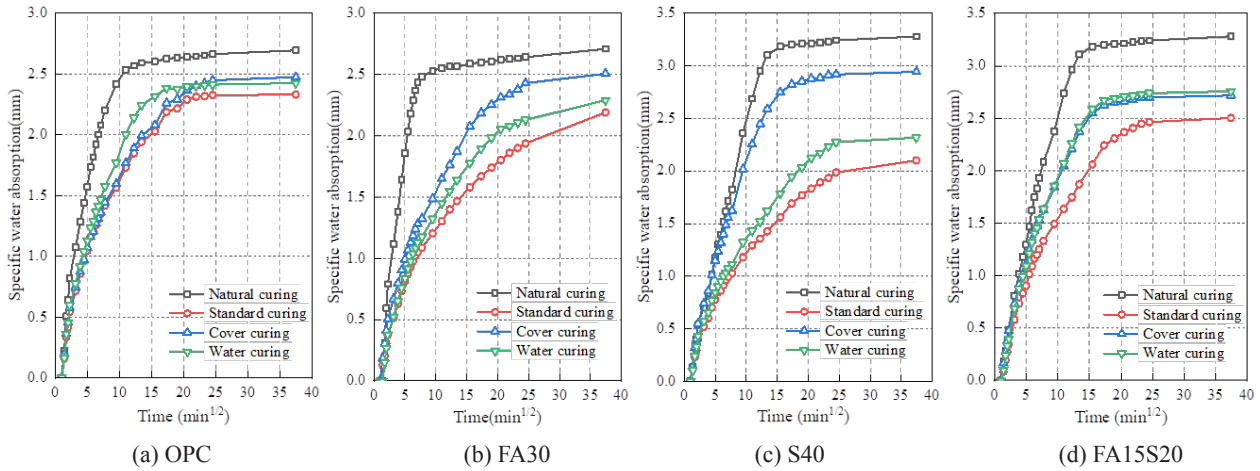 Specific water absorption(mm)
3.0
2.5
2.0
1.5
1.0
0.5
0.0
Natural curing
Standard curing
Cover curing
Water curing
0 5 10 15 20 25 30 35 40
Time (min1/2)
(a) OPC
Specific water absorption(mm)
3.0
2.5
2.0
1.5
1.0
0.5
0.0
Natural curing
Standard curing
Cover curing
Water curing
0 5 10 15 20 25 30 35 40
Time(min1/2)
(b) FA30
Specific water absorption(mm)
3.5
3.0
2.5
2.0
1.5
1.0
0.5
0.0
Natural curing
Standard curing
Cover curing
Water curing
0 5 10 15 20 25 30 35 40
Time (min1/2)
(c) S40
Specific water absorption(mm)
3.5
3.0
2.5
2.0
1.5
1.0
0.5
0.0
Natural curing
Standard curing
Cover curing
Water curing
0 5 10 15 20 25 30 35 40
Time (min1/2)
(d) FA15S20